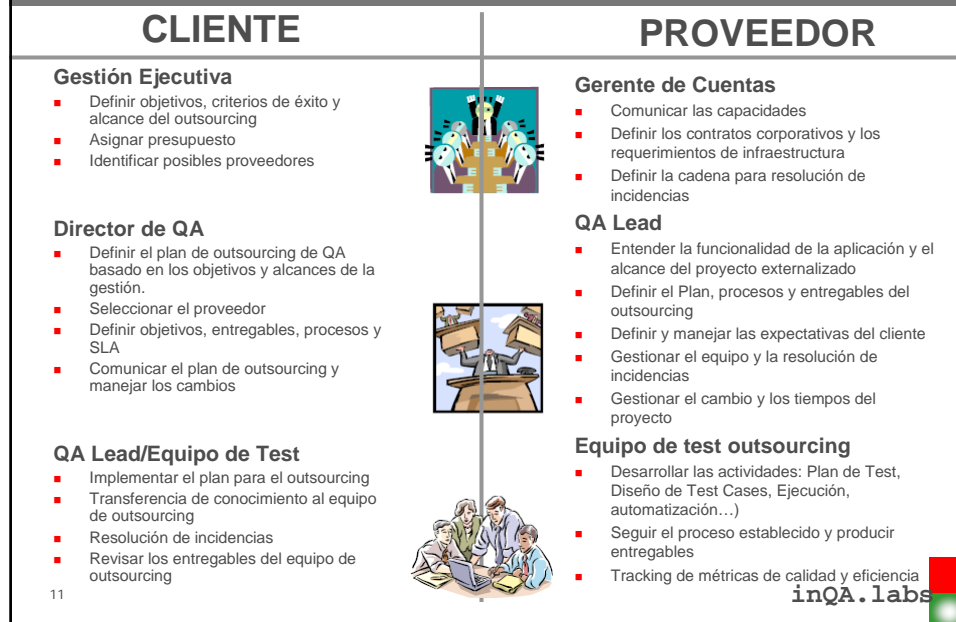 CLIENTE
Gestión Ejecutiva
Definir objetivos, criterios de éxito y
alcance del outsourcing
Asignar presupuesto
Identificar posibles proveedores
Director de QA
Definir el plan de outsourcing de QA
basado en los objetivos y alcances de la
gestión.
Seleccionar el proveedor
Definir objetivos, entregables, procesos y
SLA
Comunicar el plan de outsourcing y
manejar los cambios
QA Lead/Equipo de Test
Implementar el plan para el outsourcing
Transferencia de conocimiento al equipo
de outsourcing
Resolución de incidencias
Revisar los entregables del equipo de
outsourcing
PROVEEDOR
Gerente de Cuentas
Comunicar las capacidades
Definir los contratos corporativos y los
requerimientos de infraestructura
Definir la cadena para resolución de
incidencias
QA Lead
Entender la funcionalidad de la aplicación y el
alcance del proyecto externalizado
Definir el Plan, procesos y entregables del
outsourcing
Definir y manejar las expectativas del cliente
Gestionar el equipo y la resolución de
incidencias
Gestionar el cambio y los tiempos del
proyecto
Equipo de test outsourcing
Desarrollar las actividades: Plan de Test,
Diseño de Test Cases, Ejecución,
automatización…)
Seguir el proceso establecido y producir
entregables
Tracking de métricas de calidad y eficiencia
11
inQA.labs